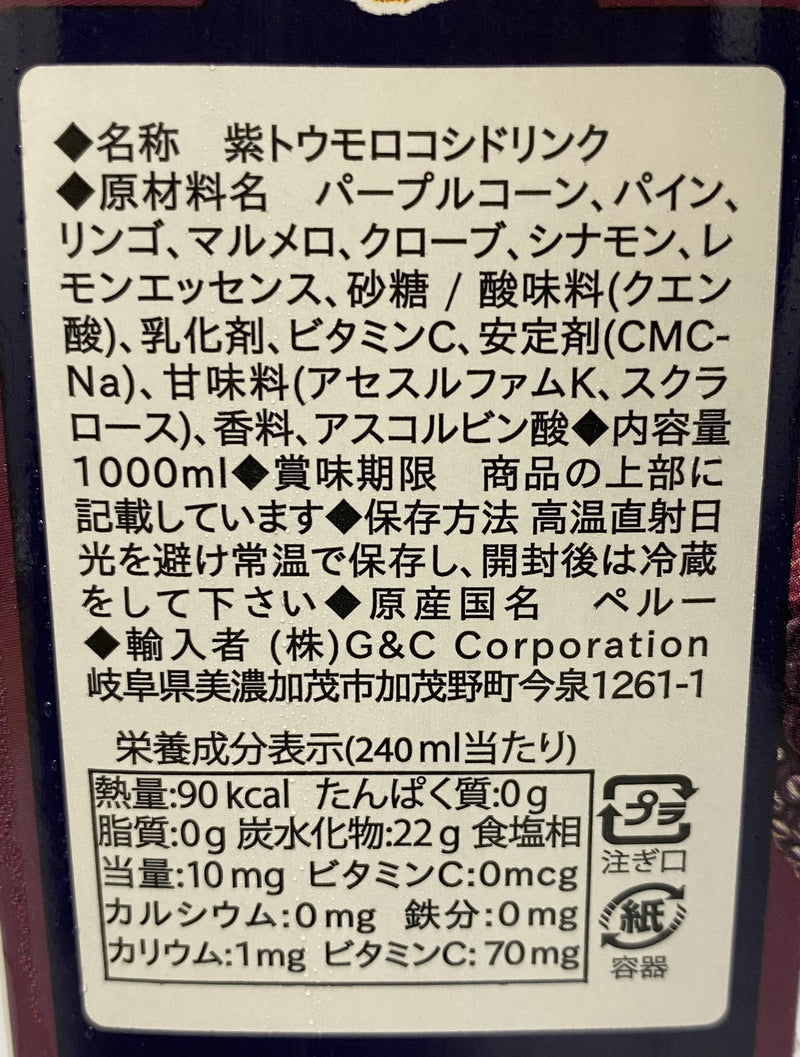 ◆名称　紫トウモロコシドリンク
◆原材料名　パープルコーン、パイン、
リンゴ、マルメロ、クローブ、シナモン、レ
モンエッセンス、砂糖 / 酸味料(クエン
酸)、乳化剤、ビタミンC、安定剤(CMC-
Na)、甘味料(アセスルファムK、スクラ
ロース)、香料、アスコルビン酸◆内容量
1000ml◆賞味期限　商品の上部に
記載しています◆保存方法 高温直射日
光を避け常温で保存し、開封後は冷蔵
をして下さい◆原産国名　ペルー
◆輸入者 (株)G&C Corporation
岐阜県美濃加茂市加茂野町今泉1261-1
栄養成分表示(240ml当たり)
熱量:90kcal たんぱく質:0g
脂質:0g 炭水化物:22g 食塩相
当量:10mg ビタミンC:0mcg
カルシウム:0mg 鉄分:0mg
カリウム:1mg ビタミンC:70mg
プラ
注ぎ口
紙
容器